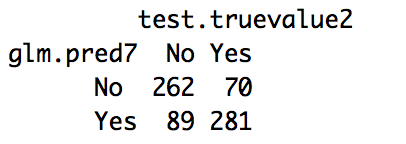 test.truevalue2
glm.pred7 No Yes
No 262 70
Yes 89 281